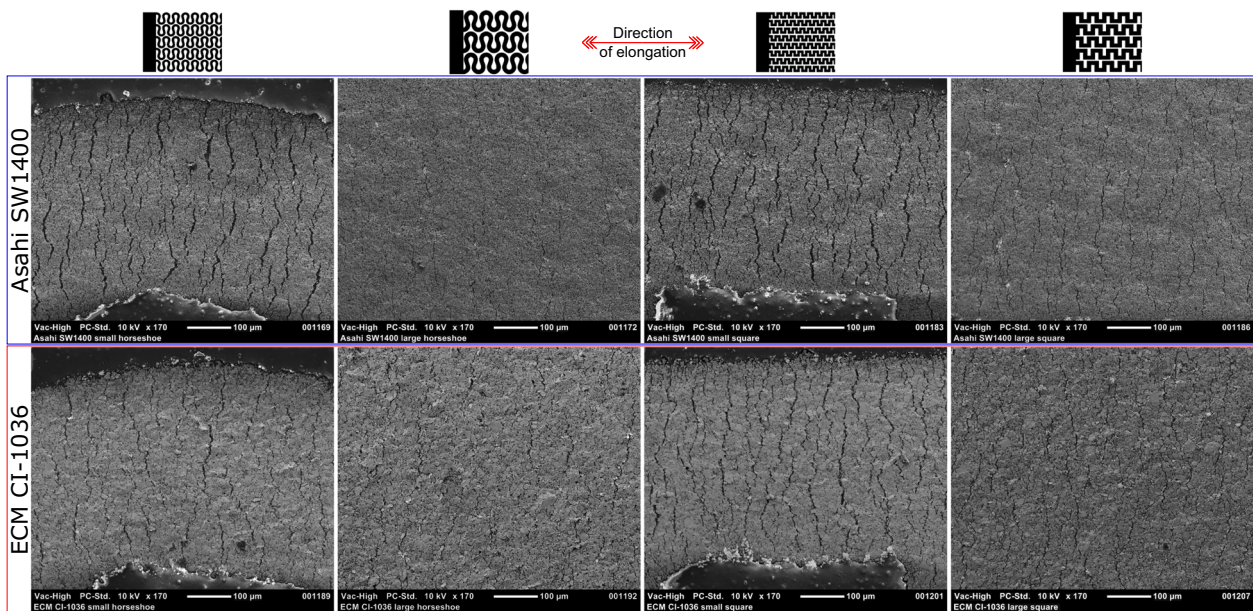 Direction
of elongation
Asahi SW1400
Vac-High PC-Std. 10 kV x 170 100 µm 001169
Asahi SW1400 small horseshoe
Vac-High PC-Std. 10 kV x 170 100 µm 001172
Asahi SW1400 large horseshoe
Vac-High PC-Std. 10 kV x 170 100 µm 001183
Asahi SW1400 small square
Vac-High PC-Std. 10 kV x 170 100 µm 001186
Asahi SW1400 large square
ECM CI-1036
Vac-High PC-Std. 10 kV x 170 100 µm 001189
ECM CI-1036 small horseshoe
Vac-High PC-Std. 10 kV x 170 100 µm 001192
ECM CI-1036 large horseshoe
Vac-High PC-Std. 10 kV x 170 100 µm 001201
ECM CI-1036 small square
Vac-High PC-Std. 10 kV x 170 100 µm 001207
ECM CI-1036 large square